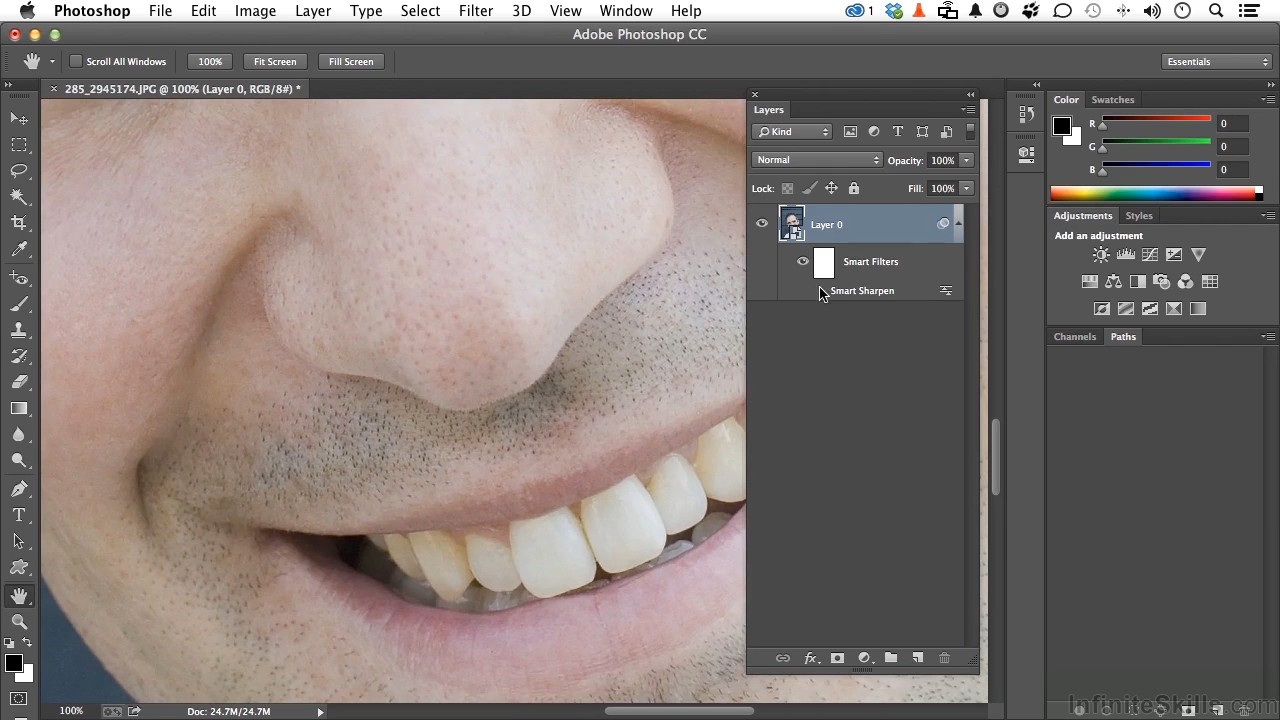 Photoshop File Edit Image Layer Type Select Filter 3D View Window Help 1
Adobe Photoshop CC
Scroll All Windows 100% Fit Screen Fill Screen Essentials
× 285_2945174.JPG @ 100% (Layer 0, RGB/8#) *
Layers
Kind
Normal Opacity: 100%
Lock: Fill: 100%
Layer 0
Smart Filters
Smart Sharpen
fx
Color Swatches
R 0
G 0
B 0
Adjustments Styles
Add an adjustment
Channels Paths
100% Doc: 24.7M/24.7M
InfiniteSkills.com